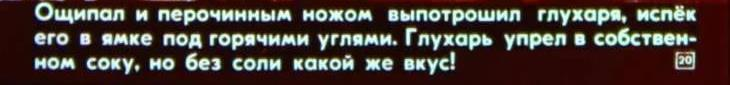 Ощипал и перочинным ножом выпотрошил глухаря, испёк
его в ямке под горячими углями. Глухарь упрел в собствен-
ном соку, но без соли какой же вкус!
20